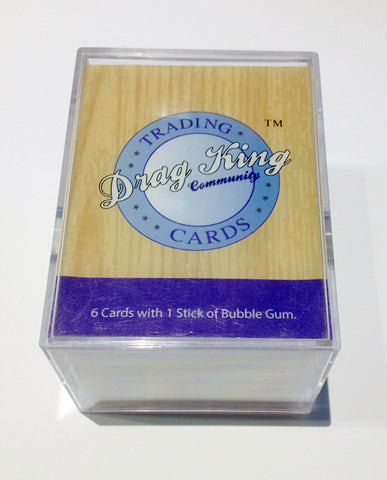 TRADING
TM
Drag King
Community
CARDS
6 Cards with 1 Stick of Bubble Gum.